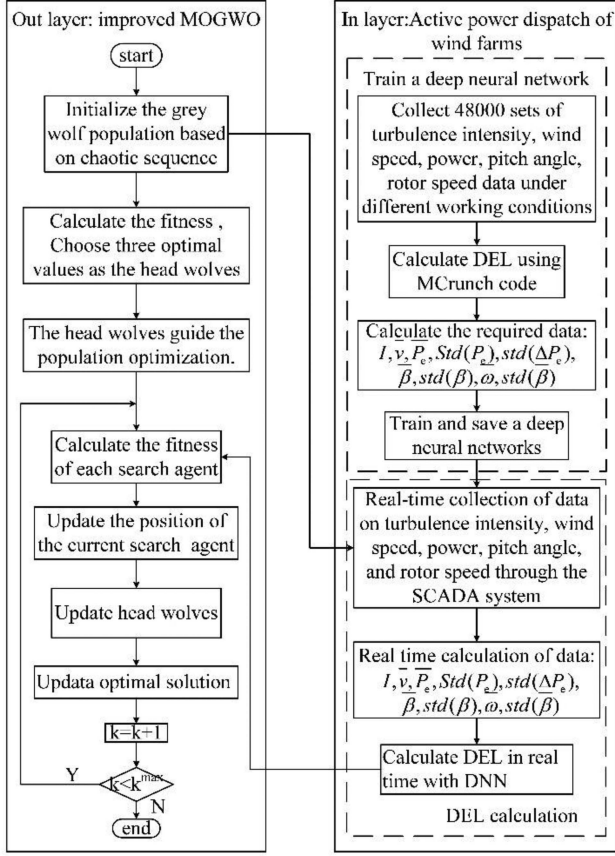 Out layer: improved MOGWO
start
Initialize the grey
wolf population based
on chaotic sequence
Calculate the fitness ,
Choose three optimal
values as the head wolves
The head wolves guide the
population optimization.
Calculate the fitness
of each search agent
Update the position of
the current search agent
Update head wolves
Updata optimal solution
k=k+1
Y
k<k^max
N
end
In layer:Active power dispatch of
wind farms
Train a deep neural network
Collect 48000 sets of
turbulence intensity, wind
speed, power, pitch angle,
rotor speed data under
different working conditions
Calculate DEL using
MCrunch code
Calculate the required data:
I, v̅, P̅ₑ, Std(Pₑ), std(ΔPₑ),
β̅, std(β), ω̅, std(β̅)
Train and save a deep
neural networks
Real-time collection of data
on turbulence intensity, wind
speed, power, pitch angle,
and rotor speed through the
SCADA system
Real time calculation of data:
I, v̅, P̅ₑ, Std(Pₑ), std(ΔPₑ),
β̅, std(β), ω̅, std(β̅)
Calculate DEL in real
time with DNN
DEL calculation